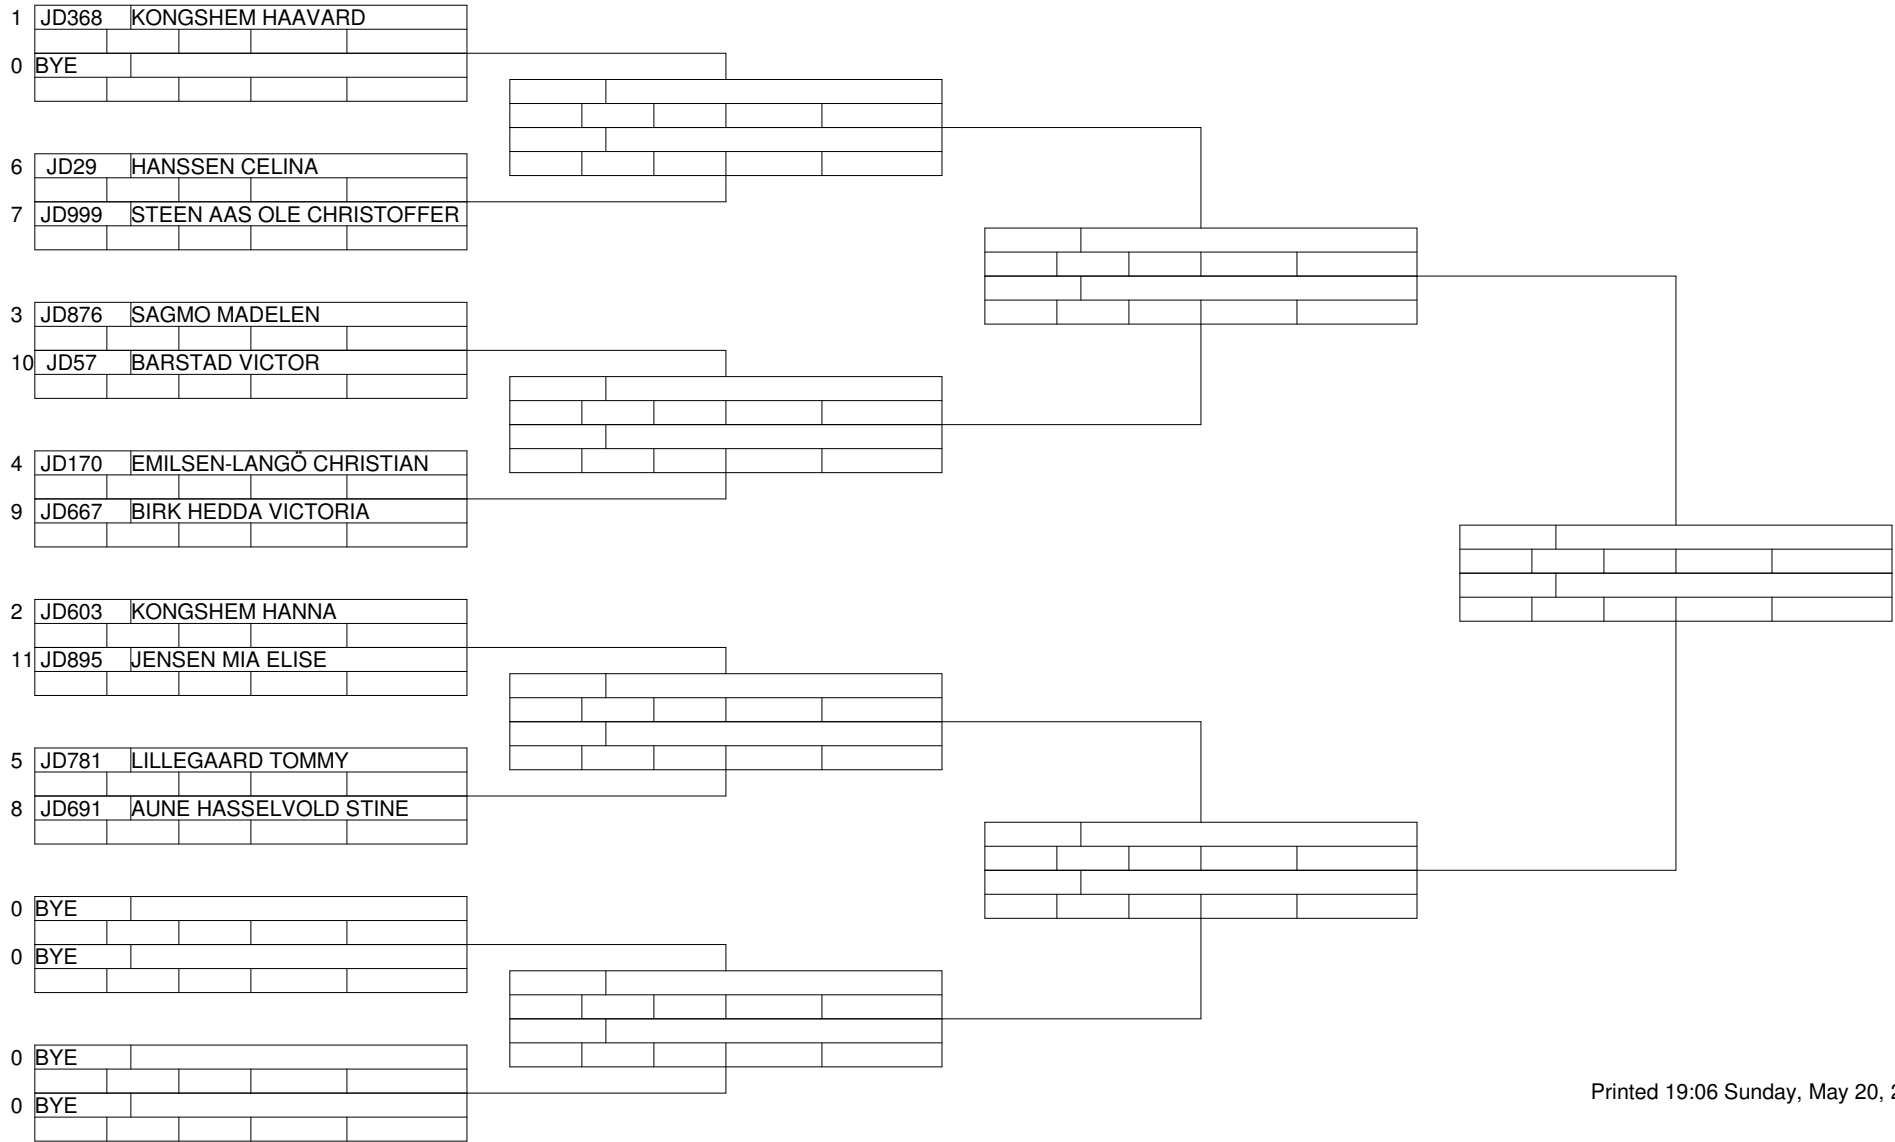 1 JD368 KONGSHEM HAAVARD
0 BYE
6 JD29 HANSSEN CELINA
7 JD999 STEEN AAS OLE CHRISTOFFER
3 JD876 SAGMO MADELEN
10 JD57 BARSTAD VICTOR
4 JD170 EMILSEN-LANGÖ CHRISTIAN
9 JD667 BIRK HEDDA VICTORIA
2 JD603 KONGSHEM HANNA
11 JD895 JENSEN MIA ELISE
5 JD781 LILLEGAARD TOMMY
8 JD691 AUNE HASSELVOLD STINE
0 BYE
0 BYE
0 BYE
0 BYE
Printed 19:06 Sunday, May 20,